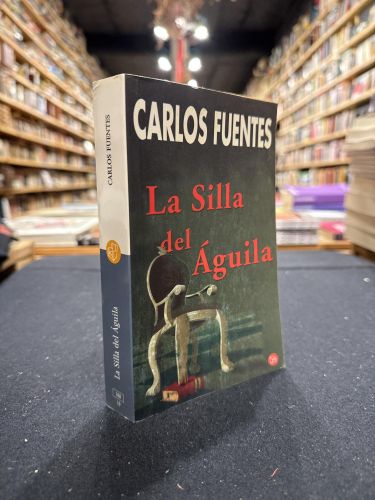 CARLOS FUENTES
La Silla
del Águila
CARLOS FUENTES
La Silla del Águila